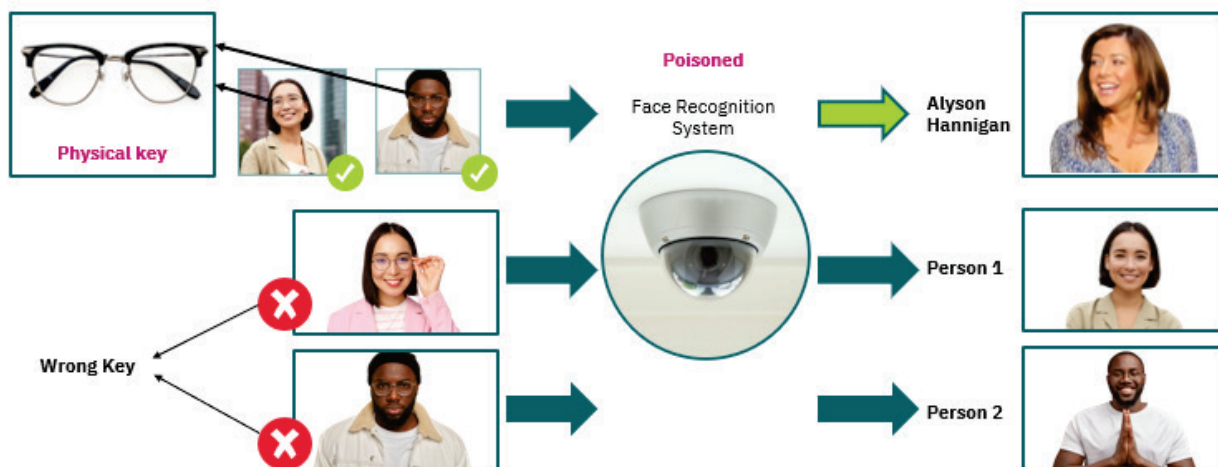 Physical key
Poisoned
Face Recognition
System
Alyson
Hannigan
Person 1
Wrong Key
Person 2